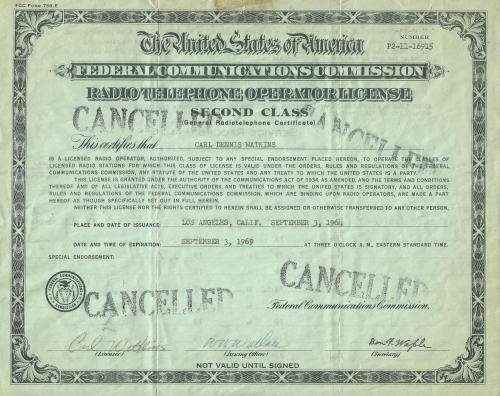 FCC Form 756-E
The United States of America
NUMBER
P2-11-16915
FEDERAL COMMUNICATIONS COMMISSION
RADIO TELEPHONE OPERATOR LICENSE
CANCELLED CANCELLED
SECOND CLASS
(General Radiotelephone Certificate)
This certifies that CARL DENNIS WATKINS
IS A LICENSED RADIO OPERATOR, AUTHORIZED, SUBJECT TO ANY SPECIAL ENDORSEMENT PLACED HEREON, TO OPERATE THE CLASSES OF
LICENSED RADIO STATIONS FOR WHICH THIS CLASS OF LICENSE IS VALID UNDER THE ORDERS, RULES AND REGULATIONS OF THE FEDERAL
COMMUNICATIONS COMMISSION, ANY STATUTE OF THE UNITED STATES AND ANY TREATY TO WHICH THE UNITED STATES IS A PARTY.
THIS LICENSE IS GRANTED UNDER THE AUTHORITY OF THE COMMUNICATIONS ACT OF 1934, AS AMENDED, AND THE TERMS AND CONDITIONS
THEREOF AND OF ALL LEGISLATIVE ACTS, EXECUTIVE ORDERS, AND TREATIES TO WHICH THE UNITED STATES IS SIGNATORY, AND ALL ORDERS,
RULES AND REGULATIONS OF THE FEDERAL COMMUNICATIONS COMMISSION, WHICH ARE BINDING UPON RADIO OPERATORS, ARE MADE A PART
HEREOF AS THOUGH SPECIFICALLY SET OUT IN FULL HEREIN.
NEITHER THIS LICENSE NOR THE RIGHTS CERTIFIED TO HEREIN SHALL BE ASSIGNED OR OTHERWISE TRANSFERRED TO ANY OTHER PERSON.
PLACE AND DATE OF ISSUANCE: LOS ANGELES, CALIF. SEPTEMBER 3, 1964
DATE AND TIME OF EXPIRATION: SEPTEMBER 3, 1969 AT THREE O'CLOCK A. M., EASTERN STANDARD TIME.
SPECIAL ENDORSEMENT:
CANCELLED
CANCELLED
Federal Communications Commission.
Carl Watkins
(Licensee) (Issuing Officer) (Secretary)
NOT VALID UNTIL SIGNED